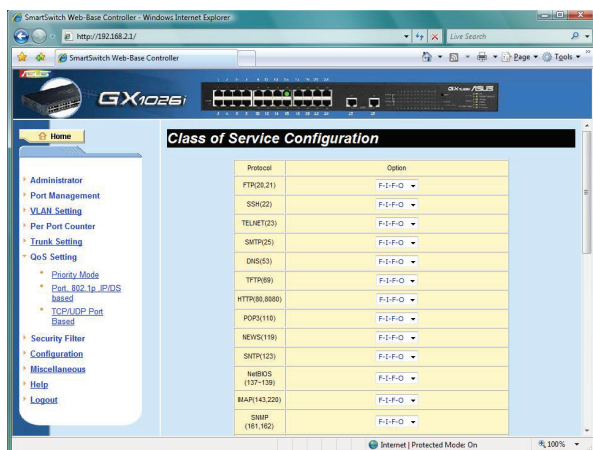 SmartSwitch Web-Base Controller - Windows Internet Explorer
http://192.168.2.1/
Live Search
SmartSwitch Web-Base Controller
Page
Tools
ASUS
GX1026i
ASUS
Home
Class of Service Configuration
Administrator
Port Management
VLAN Setting
Per Port Counter
Trunk Setting
QoS Setting
Priority Mode
Port, 802.1p ,IP/DS
based
TCP/UDP Port
Based
Security Filter
Configuration
Miscellaneous
Help
Logout
Protocol Option
FTP(20,21) F-I-F-O
SSH(22) F-I-F-O
TELNET(23) F-I-F-O
SMTP(25) F-I-F-O
DNS(53) F-I-F-O
TFTP(69) F-I-F-O
HTTP(80,8080) F-I-F-O
POP3(110) F-I-F-O
NEWS(119) F-I-F-O
SNTP(123) F-I-F-O
NetBIOS
(137~139) F-I-F-O
IMAP(143,220) F-I-F-O
SNMP
(161,162) F-I-F-O
Internet | Protected Mode: On
100%